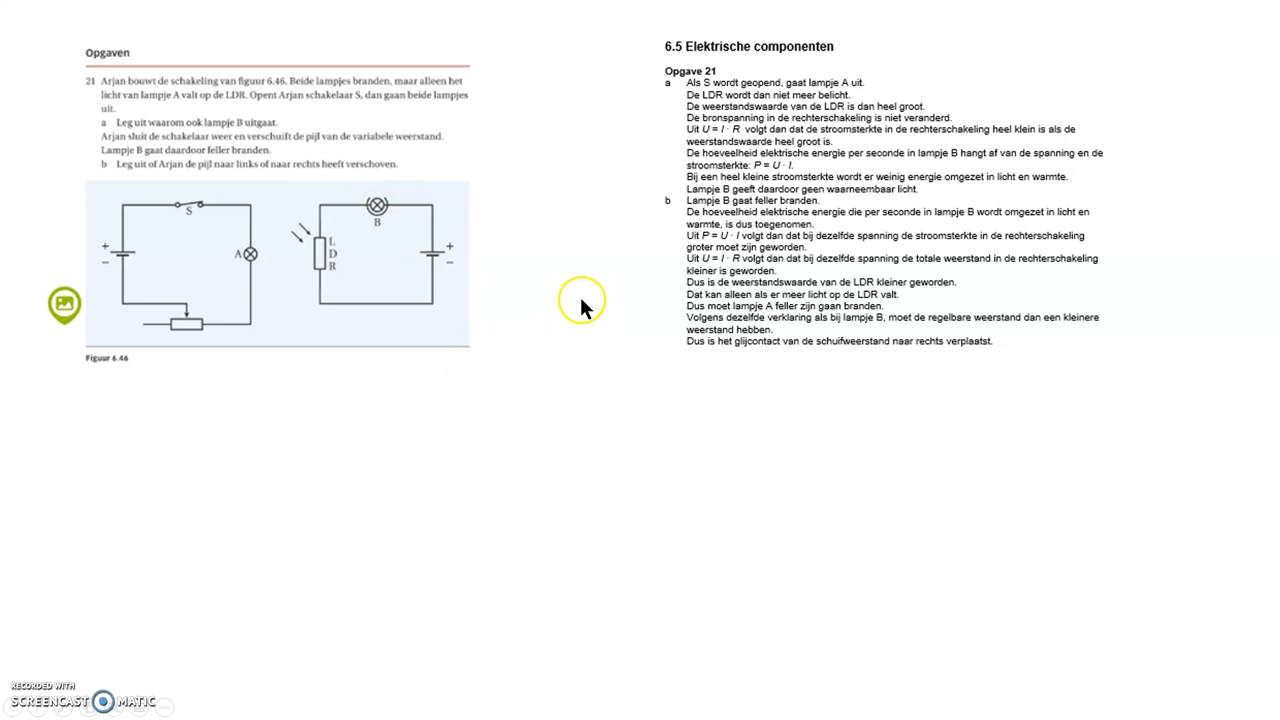 Opgaven
21 Arjan bouwt de schakeling van figuur 6.46. Beide lampjes branden, maar alleen het
licht van lampje A valt op de LDR. Opent Arjan schakelaar S, dan gaan beide lampjes
uit.
a Leg uit waarom ook lampje B uitgaat.
Arjan sluit de schakelaar weer en verschuift de pijl van de variabele weerstand.
Lampje B gaat daardoor feller branden.
b Leg uit of Arjan de pijl naar links of naar rechts heeft verschoven.
S
+
−
A
B
L
D
R
+
−
Figuur 6.46
6.5 Elektrische componenten
Opgave 21
a Als S wordt geopend, gaat lampje A uit.
De LDR wordt dan niet meer belicht.
De weerstandswaarde van de LDR is dan heel groot.
De bronspanning in de rechterschakeling is niet veranderd.
Uit U = I · R volgt dan dat de stroomsterkte in de rechterschakeling heel klein is als de
weerstandswaarde heel groot is.
De hoeveelheid elektrische energie per seconde in lampje B hangt af van de spanning en de
stroomsterkte: P = U · I.
Bij een heel kleine stroomsterkte wordt er weinig energie omgezet in licht en warmte.
Lampje B geeft daardoor geen waarneembaar licht.
b Lampje B gaat feller branden.
De hoeveelheid elektrische energie die per seconde in lampje B wordt omgezet in licht en
warmte, is dus toegenomen.
Uit P = U · I volgt dan dat bij dezelfde spanning de stroomsterkte in de rechterschakeling
groter moet zijn geworden.
Uit U = I · R volgt dan dat bij dezelfde spanning de totale weerstand in de rechterschakeling
kleiner is geworden.
Dus is de weerstandswaarde van de LDR kleiner geworden.
Dat kan alleen als er meer licht op de LDR valt.
Dus moet lampje A feller zijn gaan branden.
Volgens dezelfde verklaring als bij lampje B, moet de regelbare weerstand dan een kleinere
weerstand hebben.
Dus is het glijcontact van de schuifweerstand naar rechts verplaatst.
RECORDED WITH
SCREENCAST MATIC